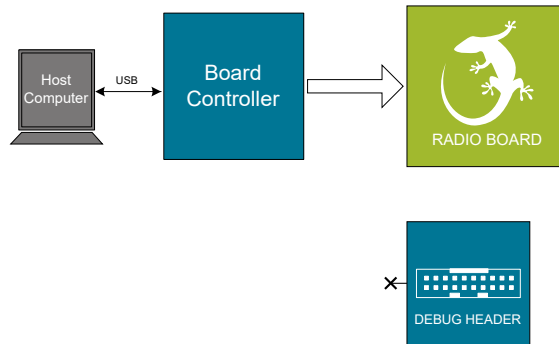 Host
Computer
USB
Board
Controller
RADIO BOARD
DEBUG HEADER